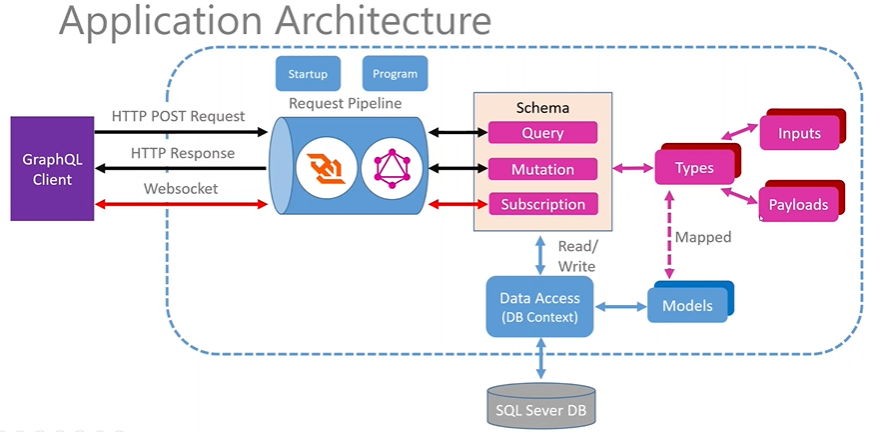 Application Architecture
Startup
Program
Request Pipeline
HTTP POST Request
HTTP Response
Websocket
GraphQL
Client
Schema
Query
Mutation
Subscription
Types
Inputs
Payloads
Mapped
Read/
Write
Data Access
(DB Context)
Models
SQL Sever DB